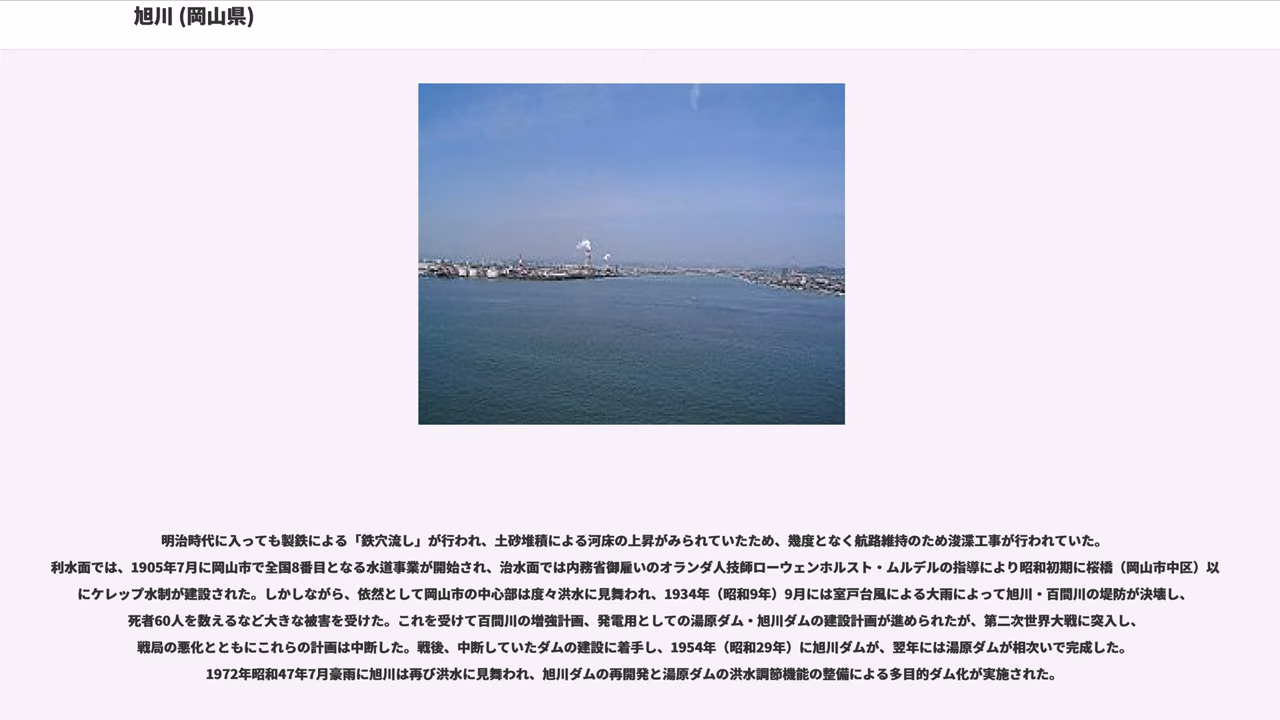 旭川 (岡山県)
明治時代に入っても製鉄による「鉄穴流し」が行われ、土砂堆積による河床の上昇がみられていたため、幾度となく航路維持のため浚渫工事が行われていた。
利水面では、1905年7月に岡山市で全国8番目となる水道事業が開始され、治水面では内務省御雇いのオランダ人技師ローウェンホルスト・ムルデルの指導により昭和初期に桜橋（岡山市中区）以
にケレップ水制が建設された。しかしながら、依然として岡山市の中心部は度々洪水に見舞われ、1934年（昭和9年）9月には室戸台風による大雨によって旭川・百間川の堤防が決壊し、
死者60人を数えるなど大きな被害を受けた。これを受けて百間川の増強計画、発電用としての湯原ダム・旭川ダムの建設計画が進められたが、第二次世界大戦に突入し、
戦局の悪化とともにこれらの計画は中断した。戦後、中断していたダムの建設に着手し、1954年（昭和29年）に旭川ダムが、翌年には湯原ダムが相次いで完成した。
1972年昭和47年7月豪雨に旭川は再び洪水に見舞われ、旭川ダムの再開発と湯原ダムの洪水調節機能の整備による多目的ダム化が実施された。